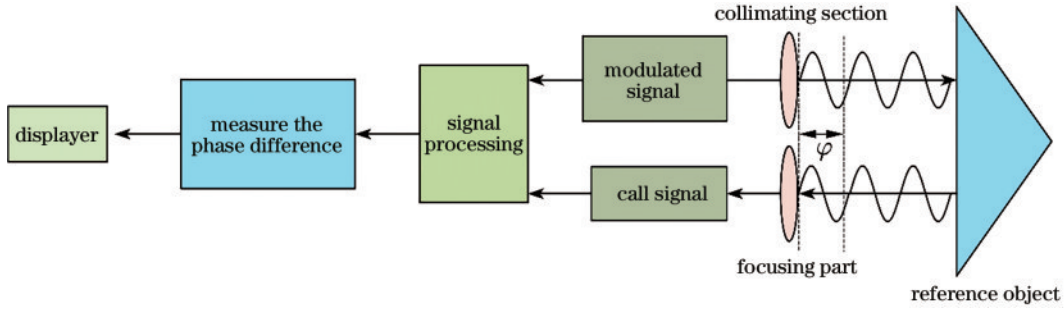 collimating section
modulated
signal
signal
processing
measure the
phase difference
displayer
φ
call signal
focusing part
reference object